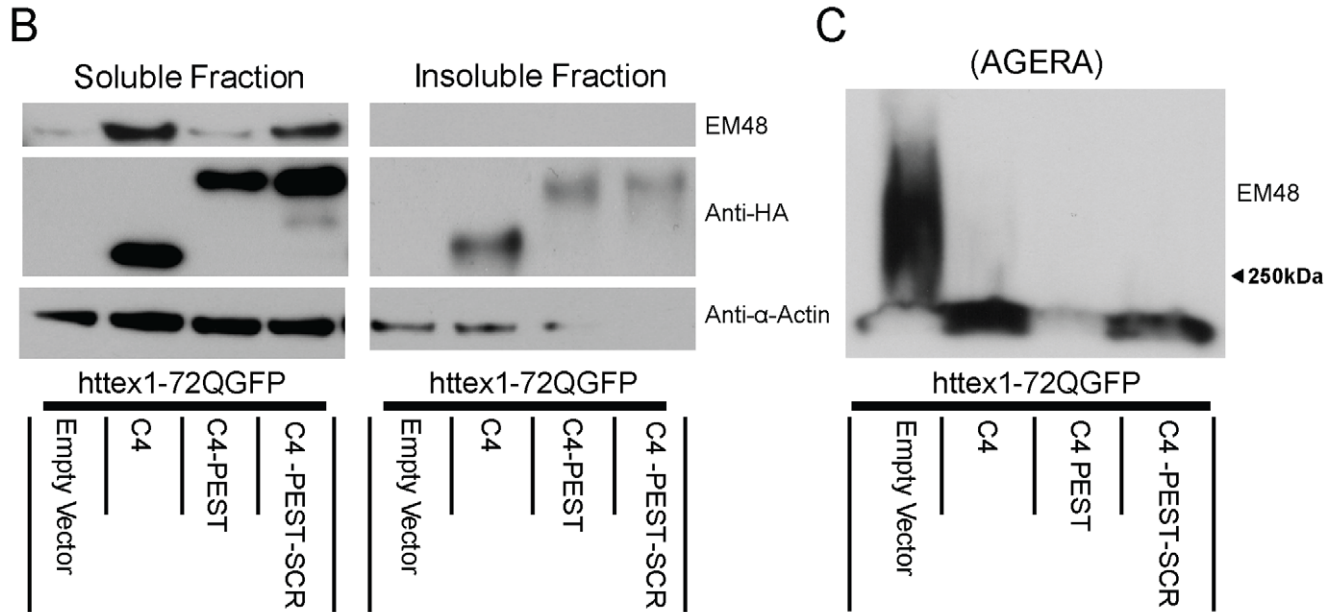 B
Soluble Fraction
Insoluble Fraction
EM48
Anti-HA
Anti-α-Actin
httex1-72QGFP
httex1-72QGFP
Empty Vector
C4
C4-PEST
C4 -PEST-SCR
Empty Vector
C4
C4-PEST
C4 -PEST-SCR
C
(AGERA)
EM48
◄250kDa
httex1-72QGFP
Empty Vector
C4
C4 PEST
C4 -PEST-SCR